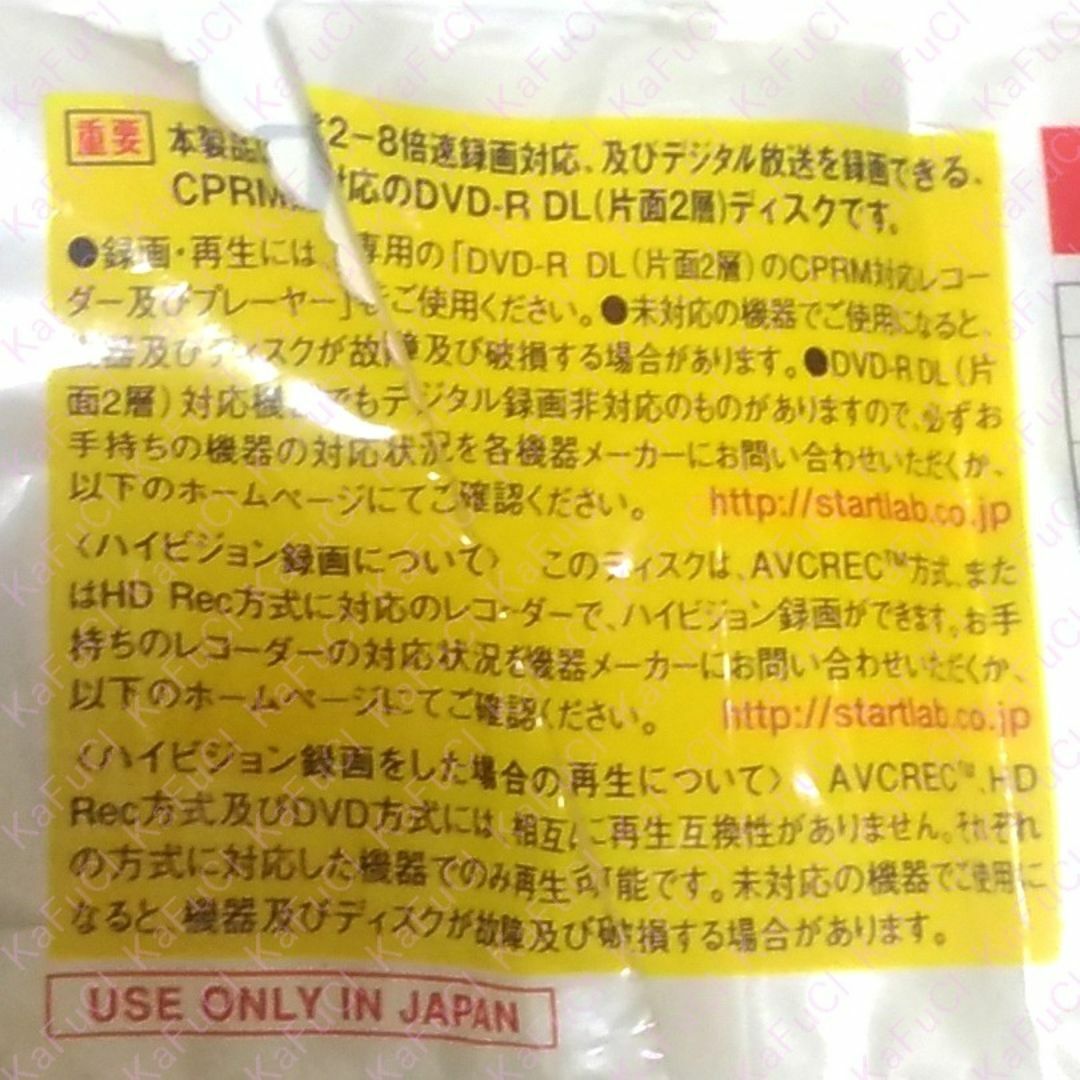 重要 本製品 2-8倍速録画対応、及びデジタル放送を録画できる、
CPRM 対応のDVD-R DL(片面2層)ディスクです。
●録画・再生には 専用の「DVD-R DL(片面2層)のCPRM対応レコー
ダー及びプレーヤー」をご使用ください。●未対応の機器でご使用になると、
機器及びディスクが故障及び破損する場合があります。●DVD-R DL(片
面2層)対応機器でもデジタル録画非対応のものがありますので、必ずお
手持ちの機器の対応状況を各機器メーカーにお問い合わせいただくか、
以下のホームページにてご確認ください。 http://startlab.co.jp
〈ハイビジョン録画について〉 このディスクは、AVCREC™方式、また
はHD Rec方式に対応のレコーダーで、ハイビジョン録画ができます。お手
持ちのレコーダーの対応状況を機器メーカーにお問い合わせいただくか、
以下のホームページにてご確認ください。 http://startlab.co.jp
〈ハイビジョン録画をした場合の再生について〉 AVCREC™、HD
Rec方式及びDVD方式には、相互に再生互換性がありません。それぞれ
の方式に対応した機器でのみ再生可能です。未対応の機器でご使用に
なると、機器及びディスクが故障及び破損する場合があります。
USE ONLY IN JAPAN
KaFuCI